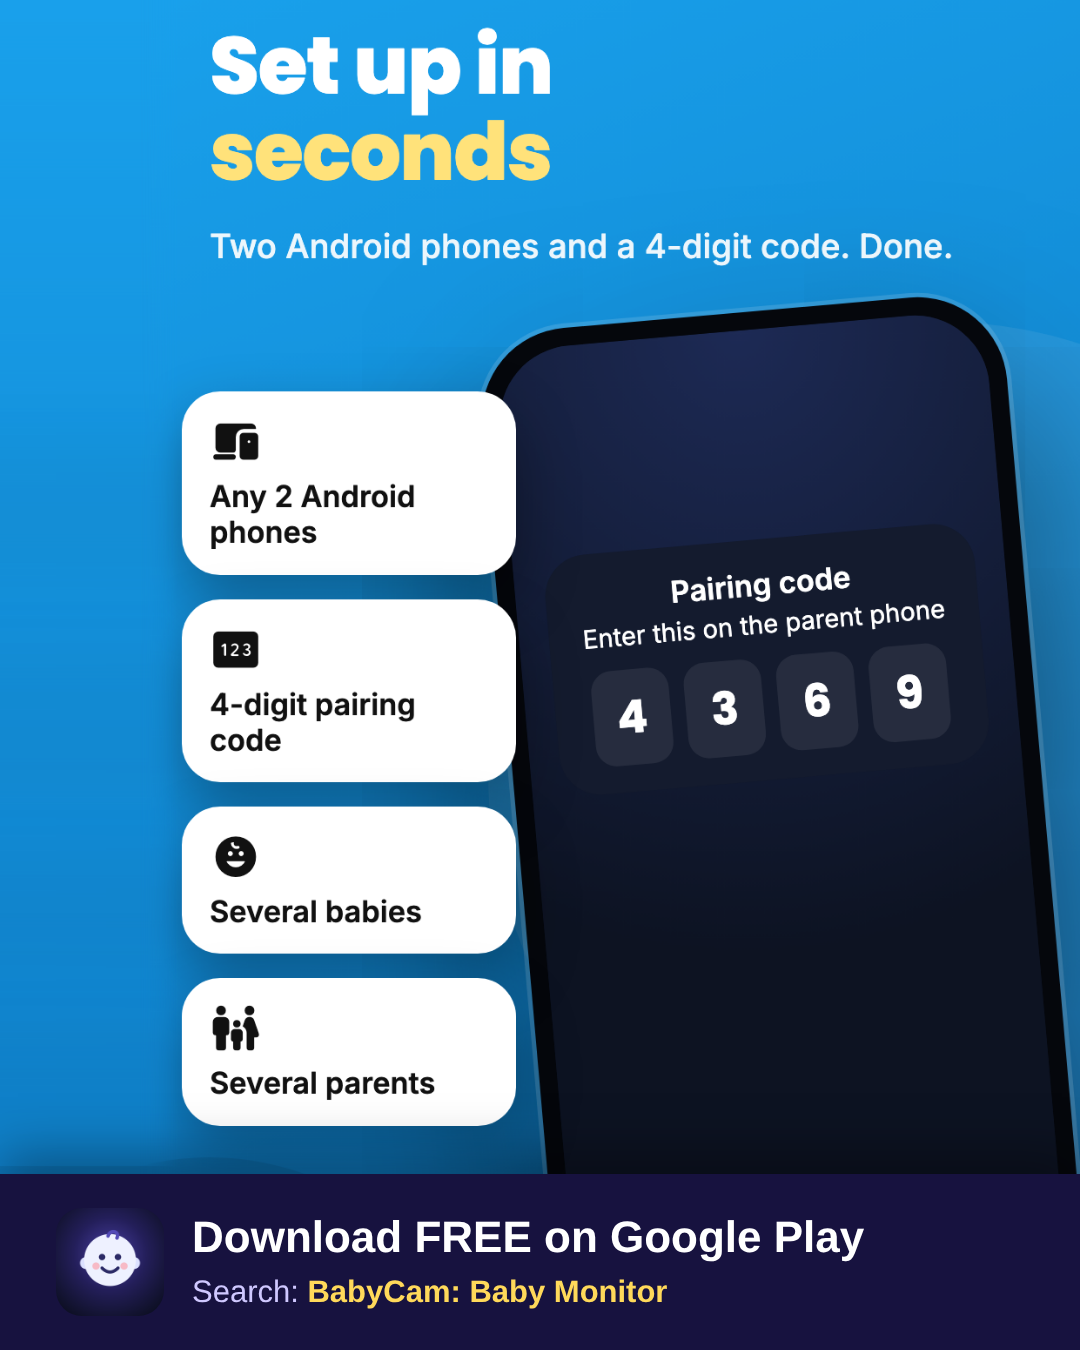 Set up in
seconds
Two Android phones and a 4-digit code. Done.
Any 2 Android
phones
123
4-digit pairing
code
Several babies
Several parents
Pairing code
Enter this on the parent phone
4 3 6 9
Download FREE on Google Play
Search: BabyCam: Baby Monitor